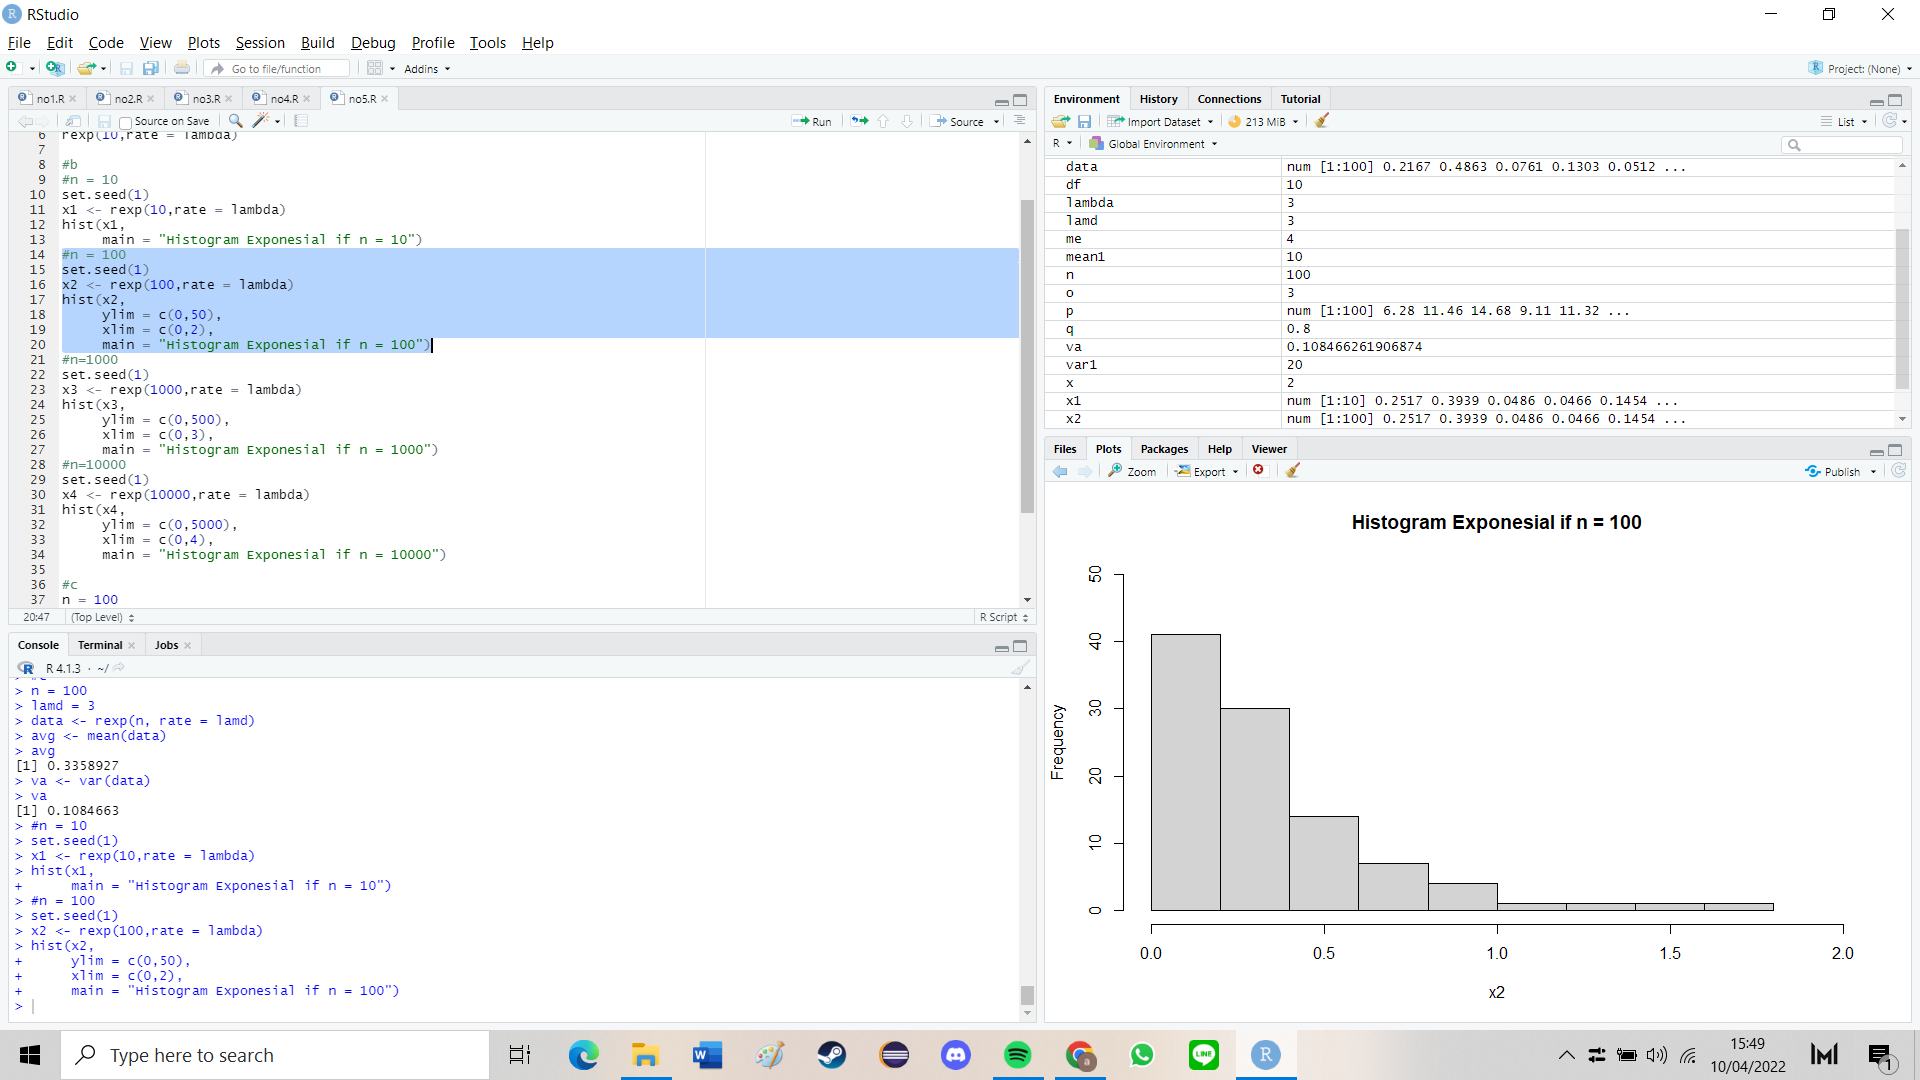 RStudio
File Edit Code View Plots Session Build Debug Profile Tools Help
Go to file/function Addins Project: (None)
no1.R no2.R no3.R no4.R no5.R
Source on Save Run Source
6 rexp(10,rate = lambda)
7
8 #b
9 #n = 10
10 set.seed(1)
11 x1 <- rexp(10,rate = lambda)
12 hist(x1,
13 main = "Histogram Exponesial if n = 10")
14 #n = 100
15 set.seed(1)
16 x2 <- rexp(100,rate = lambda)
17 hist(x2,
18 ylim = c(0,50),
19 xlim = c(0,2),
20 main = "Histogram Exponesial if n = 100")
21 #n=1000
22 set.seed(1)
23 x3 <- rexp(1000,rate = lambda)
24 hist(x3,
25 ylim = c(0,500),
26 xlim = c(0,3),
27 main = "Histogram Exponesial if n = 1000")
28 #n=10000
29 set.seed(1)
30 x4 <- rexp(10000,rate = lambda)
31 hist(x4,
32 ylim = c(0,5000),
33 xlim = c(0,4),
34 main = "Histogram Exponesial if n = 10000")
35
36 #c
37 n = 100
20:47 (Top Level) R Script
Console Terminal Jobs
R 4.1.3 · ~/
> n = 100
> lamd = 3
> data <- rexp(n, rate = lamd)
> avg <- mean(data)
> avg
[1] 0.3358927
> va <- var(data)
> va
[1] 0.1084663
> #n = 10
> set.seed(1)
> x1 <- rexp(10,rate = lambda)
> hist(x1,
+ main = "Histogram Exponesial if n = 10")
> #n = 100
> set.seed(1)
> x2 <- rexp(100,rate = lambda)
> hist(x2,
+ ylim = c(0,50),
+ xlim = c(0,2),
+ main = "Histogram Exponesial if n = 100")
>
Environment History Connections Tutorial
Import Dataset 213 MiB List
R Global Environment
data num [1:100] 0.2167 0.4863 0.0761 0.1303 0.0512 ...
df 10
lambda 3
lamd 3
me 4
mean1 10
n 100
o 3
p num [1:100] 6.28 11.46 14.68 9.11 11.32 ...
q 0.8
va 0.108466261906874
var1 20
x 2
x1 num [1:10] 0.2517 0.3939 0.0486 0.0466 0.1454 ...
x2 num [1:100] 0.2517 0.3939 0.0486 0.0466 0.1454 ...
Files Plots Packages Help Viewer
Zoom Export Publish
Histogram Exponesial if n = 100
Frequency
50
40
30
20
10
0
0.0 0.5 1.0 1.5 2.0
x2
Type here to search
15:49
10/04/2022
1